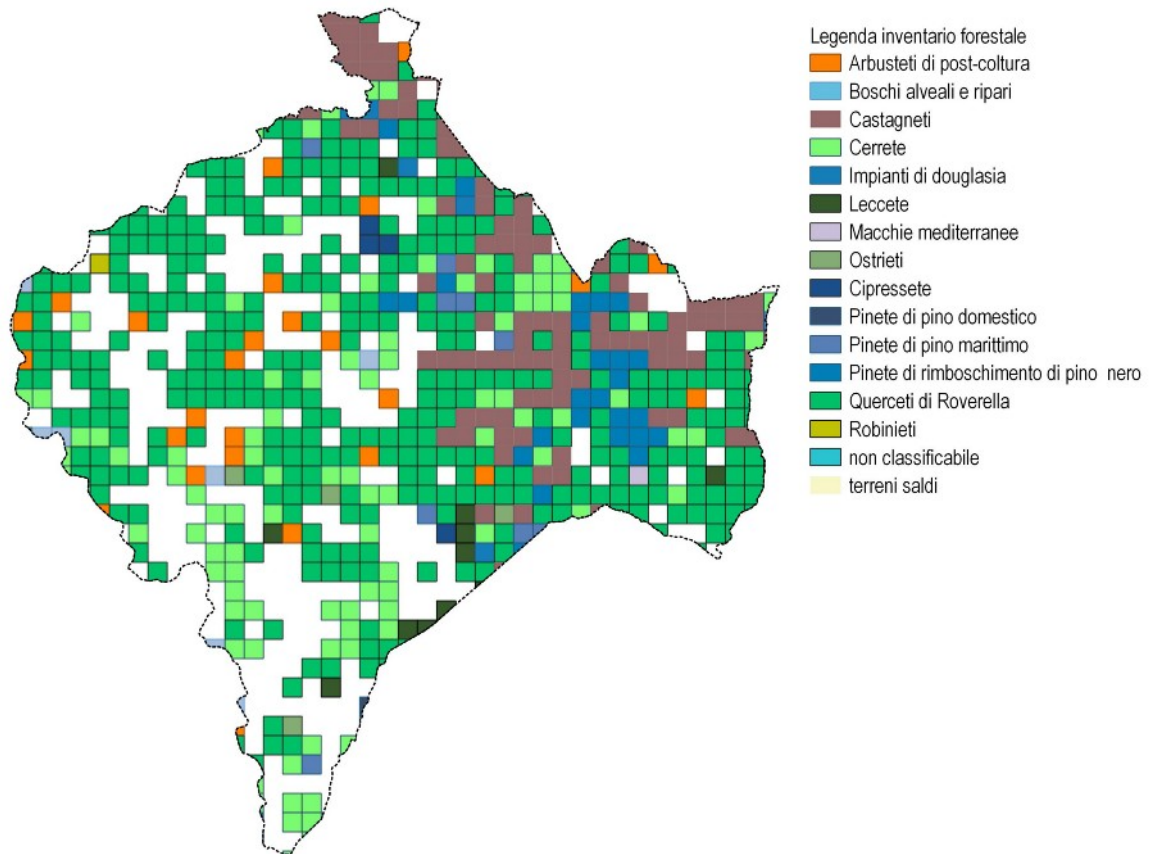 Legenda inventario forestale
Arbusteti di post-coltura
Boschi alveali e ripari
Castagneti
Cerrete
Impianti di douglasia
Leccete
Macchie mediterranee
Ostrieti
Cipressete
Pinete di pino domestico
Pinete di pino marittimo
Pinete di rimboschimento di pino nero
Querceti di Roverella
Robinieti
non classificabile
terreni saldi